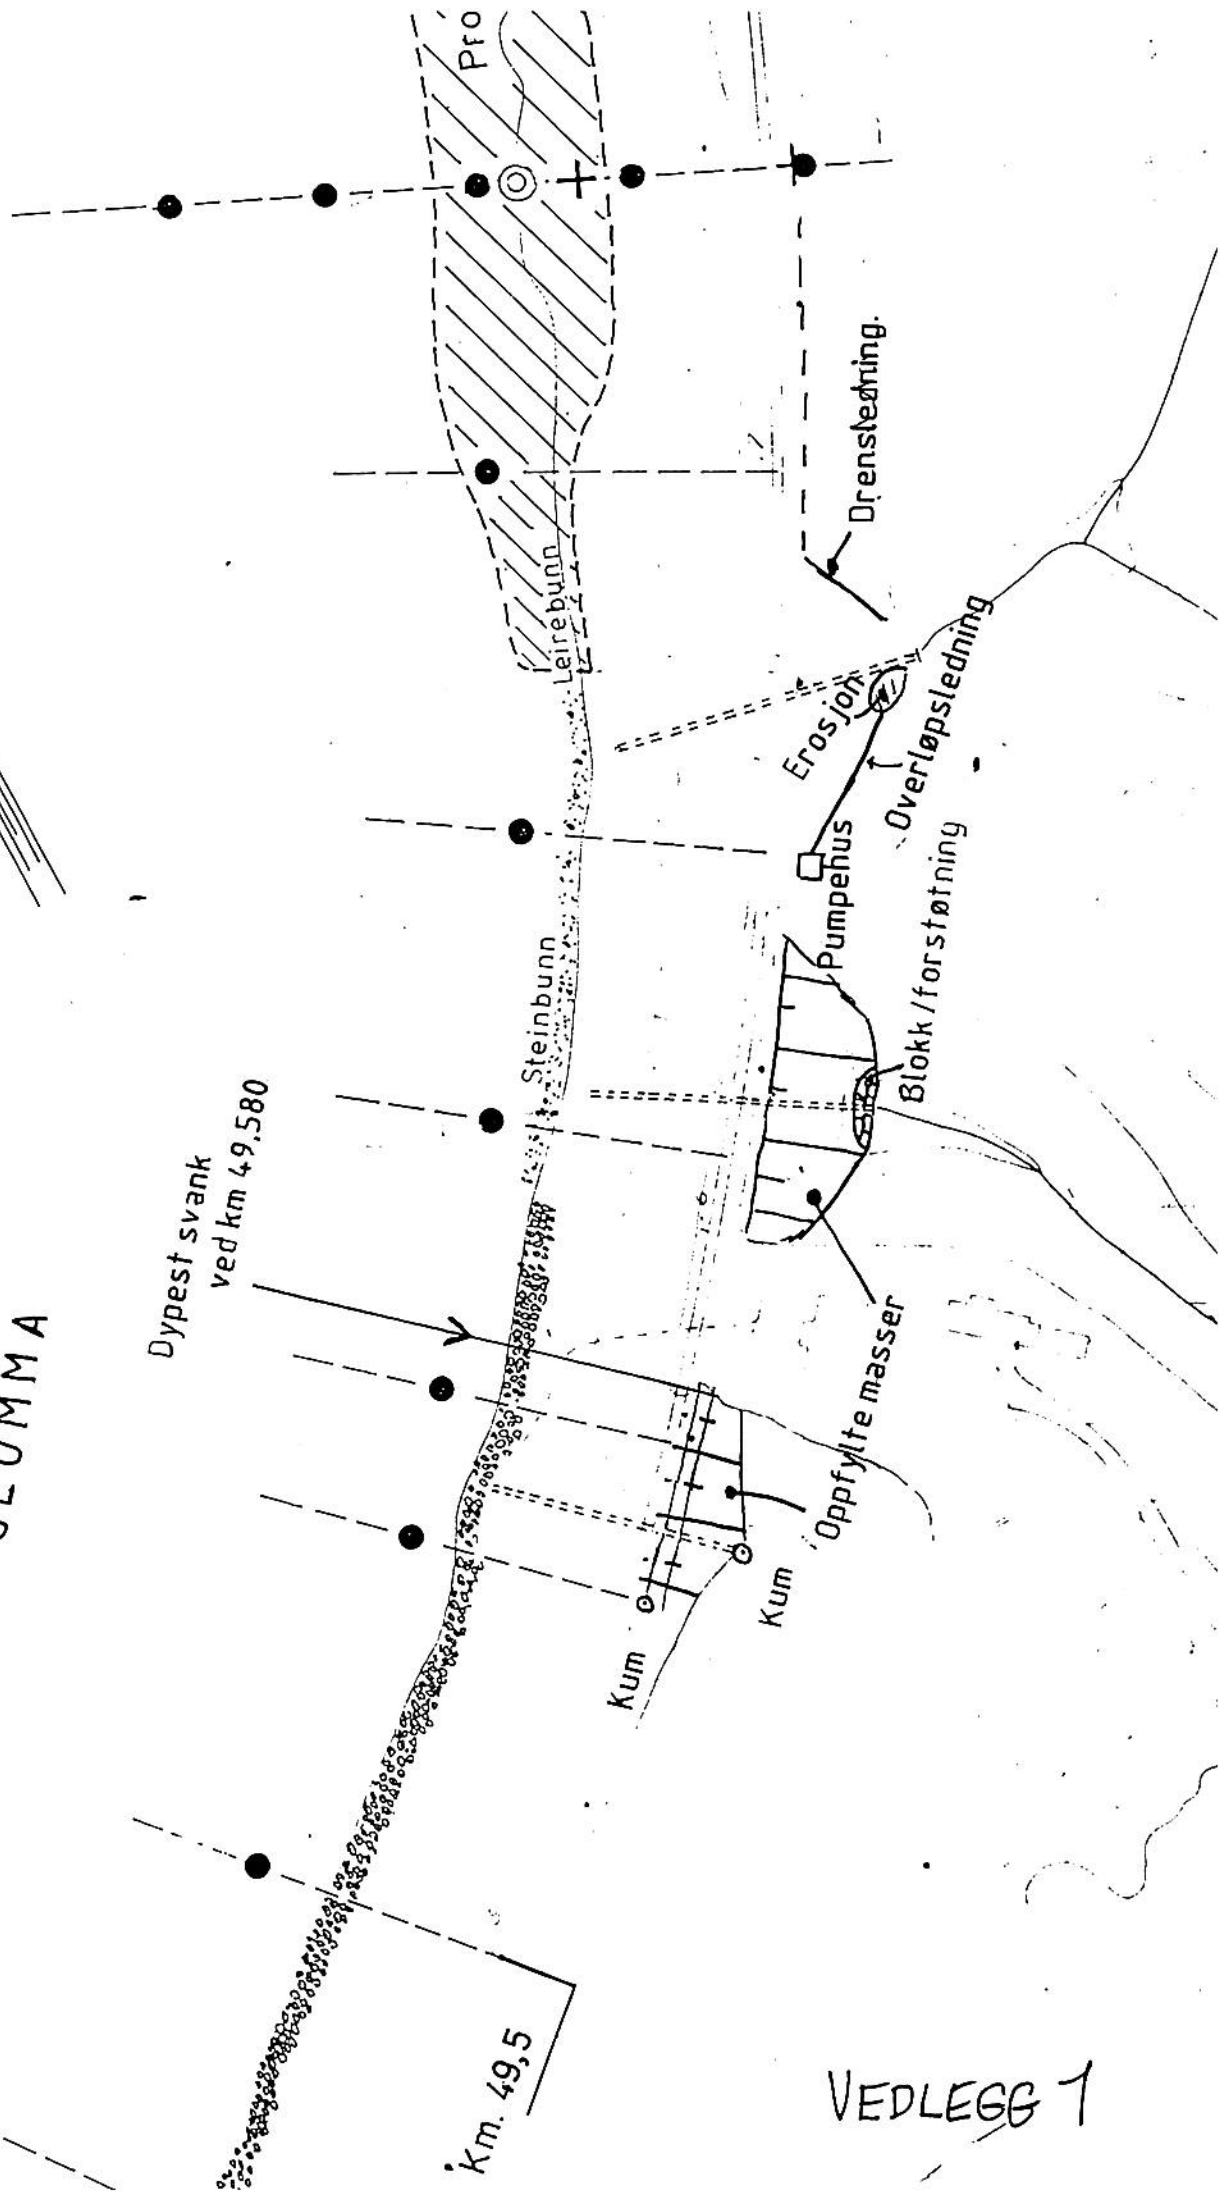 Pro
Drensledning.
Leirebunn
Erosjon
Overløpsledning
Pumpehus
Steinbunn
Blokk/forstøtning
Dypest svank
ved km 49,580
Oppfylte masser
Kum
Kum
km. 49,5
VEDLEGG 1